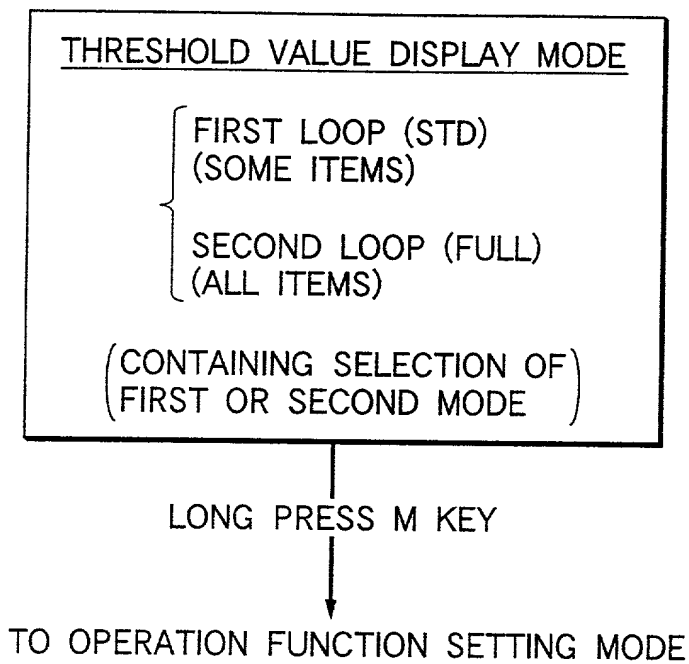 THRESHOLD VALUE DISPLAY MODE
FIRST LOOP (STD)
(SOME ITEMS)
SECOND LOOP (FULL)
(ALL ITEMS)
(CONTAINING SELECTION OF
FIRST OR SECOND MODE)
LONG PRESS M KEY
TO OPERATION FUNCTION SETTING MODE